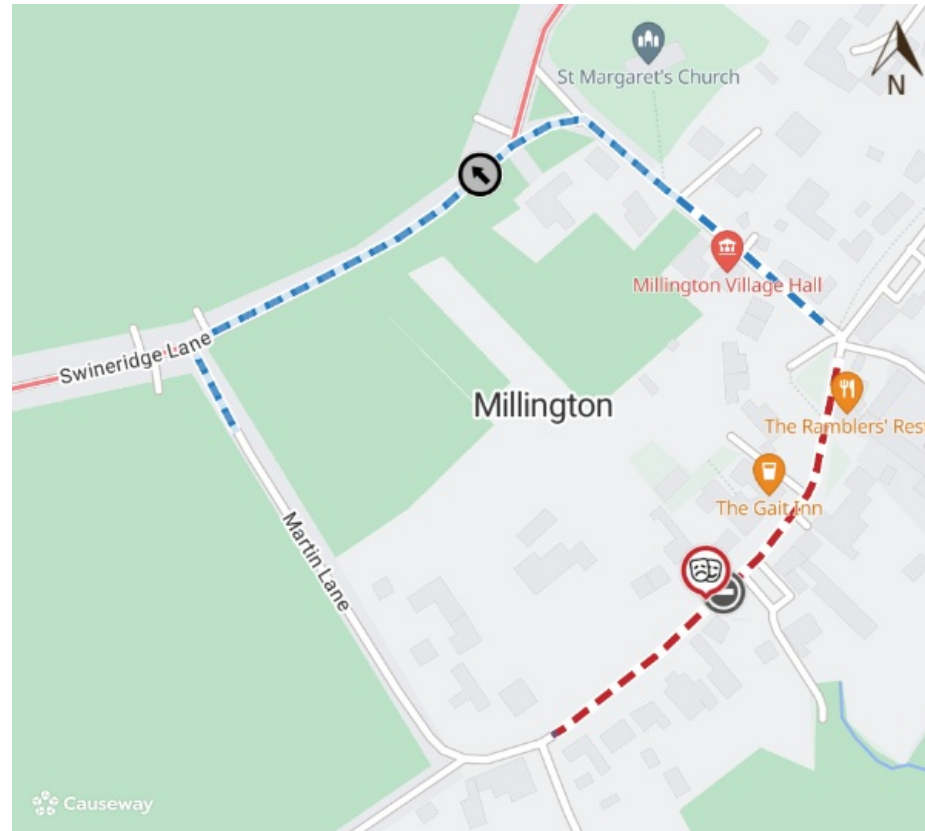 St Margaret's Church
N
Millington Village Hall
Swineridge Lane
Millington
The Ramblers' Rest
The Gait Inn
Martin Lane
Causeway